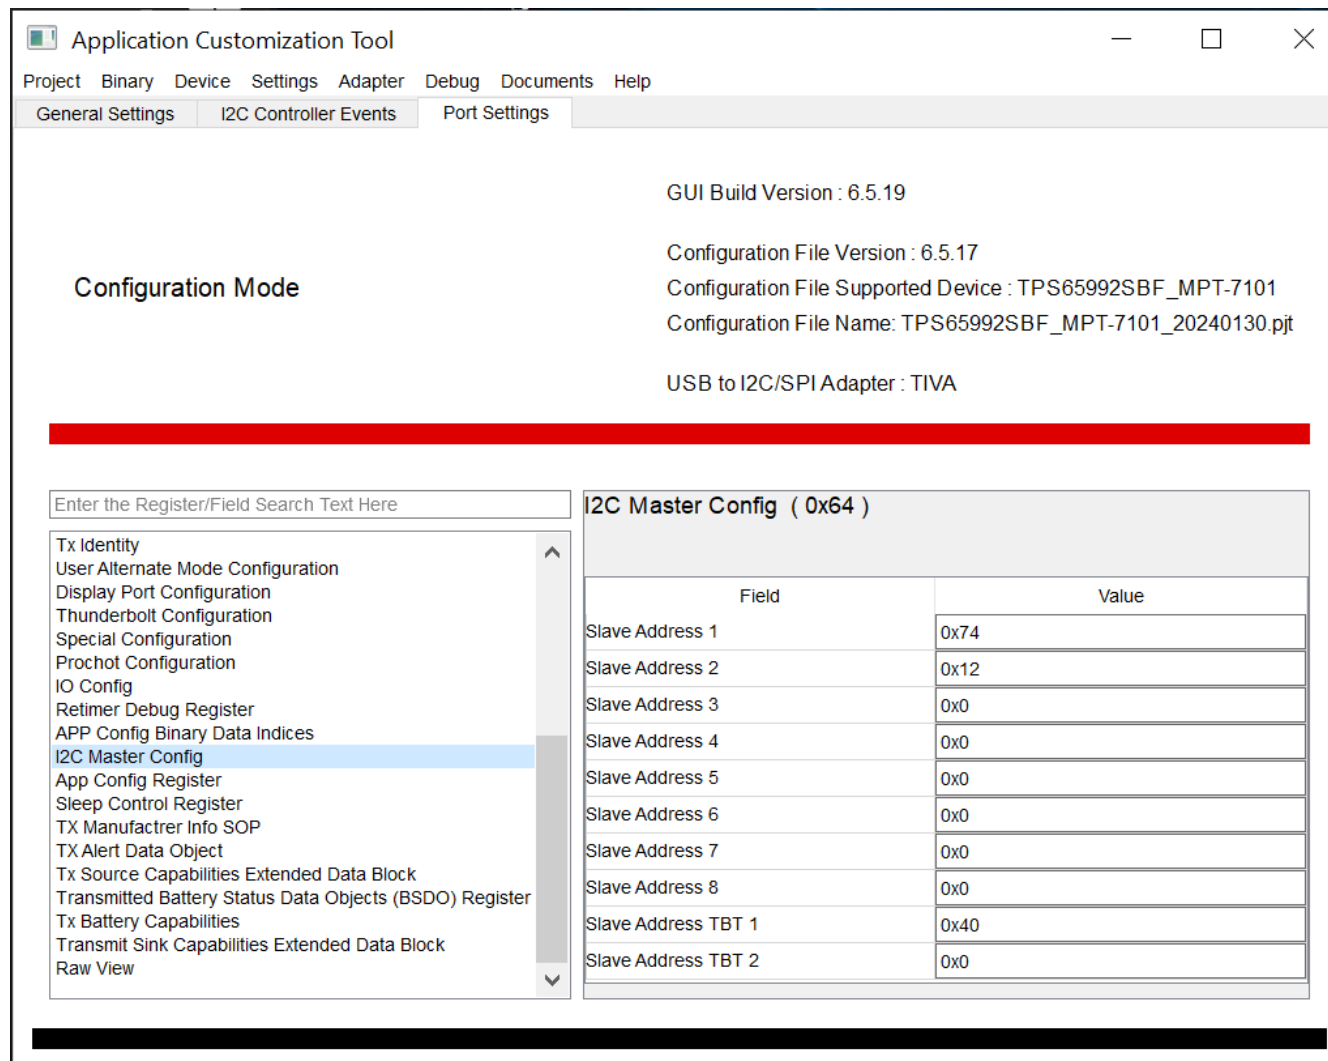 Application Customization Tool
Project Binary Device Settings Adapter Debug Documents Help
General Settings I2C Controller Events Port Settings
GUI Build Version : 6.5.19
Configuration File Version : 6.5.17
Configuration Mode
Configuration File Supported Device : TPS65992SBF_MPT-7101
Configuration File Name: TPS65992SBF_MPT-7101_20240130.pjt
USB to I2C/SPI Adapter : TIVA
Enter the Register/Field Search Text Here
Tx Identity
User Alternate Mode Configuration
Display Port Configuration
Thunderbolt Configuration
Special Configuration
Prochot Configuration
IO Config
Retimer Debug Register
APP Config Binary Data Indices
I2C Master Config
App Config Register
Sleep Control Register
TX Manufactrer Info SOP
TX Alert Data Object
Tx Source Capabilities Extended Data Block
Transmitted Battery Status Data Objects (BSDO) Register
Tx Battery Capabilities
Transmit Sink Capabilities Extended Data Block
Raw View
I2C Master Config ( 0x64 )
Field Value
Slave Address 1 0x74
Slave Address 2 0x12
Slave Address 3 0x0
Slave Address 4 0x0
Slave Address 5 0x0
Slave Address 6 0x0
Slave Address 7 0x0
Slave Address 8 0x0
Slave Address TBT 1 0x40
Slave Address TBT 2 0x0